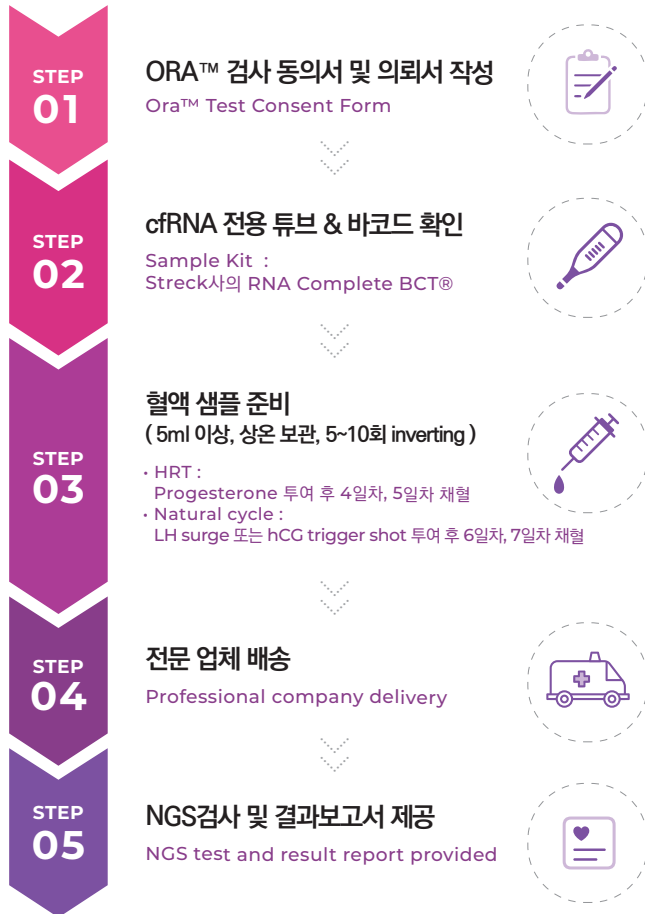 STEP
01
ORA™ 검사 동의서 및 의뢰서 작성
Ora™ Test Consent Form
STEP
02
cfRNA 전용 튜브 & 바코드 확인
Sample Kit :
Streck사의 RNA Complete BCT®
STEP
03
혈액 샘플 준비
( 5ml 이상, 상온 보관, 5~10회 inverting )
· HRT :
Progesterone 투여 후 4일차, 5일차 채혈
· Natural cycle :
LH surge 또는 hCG trigger shot 투여 후 6일차, 7일차 채혈
STEP
04
전문 업체 배송
Professional company delivery
STEP
05
NGS검사 및 결과보고서 제공
NGS test and result report provided